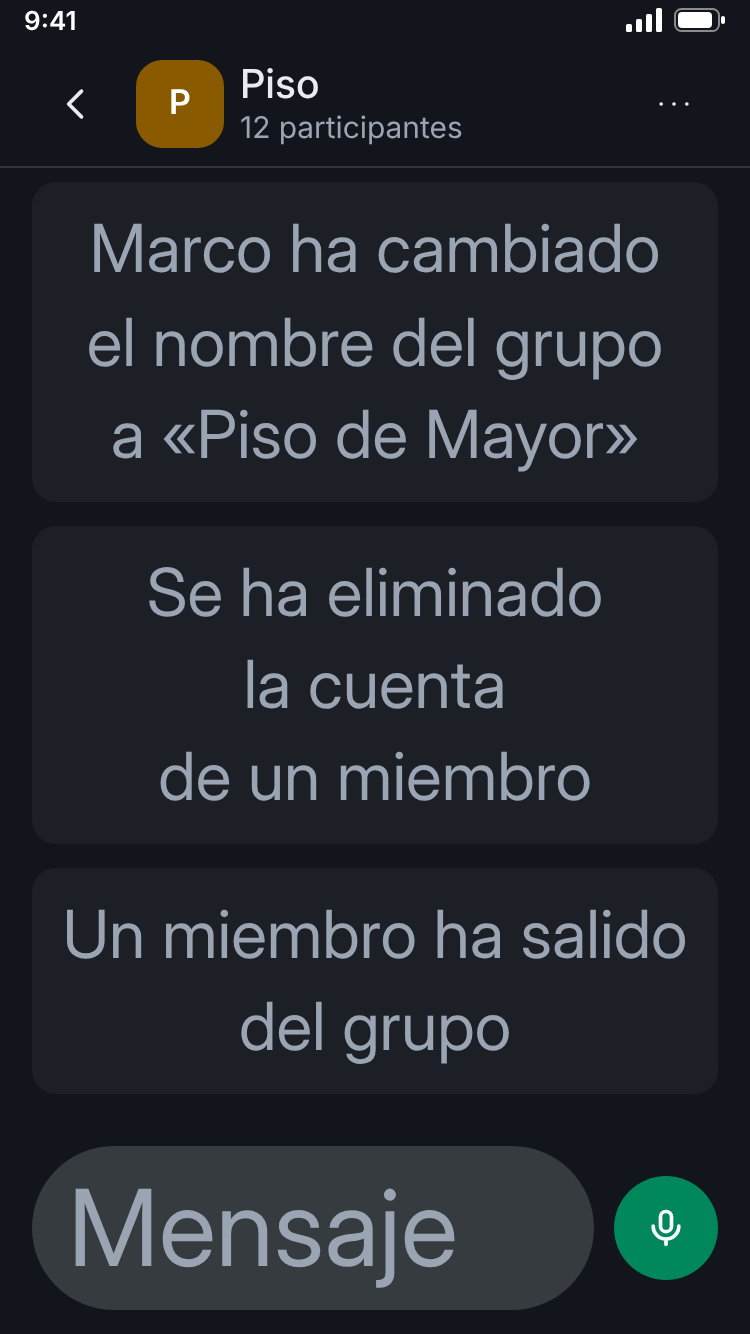 9:41
P
Piso
12 participantes
...
Marco ha cambiado
el nombre del grupo
a «Piso de Mayor»
Se ha eliminado
la cuenta
de un miembro
Un miembro ha salido
del grupo
Mensaje